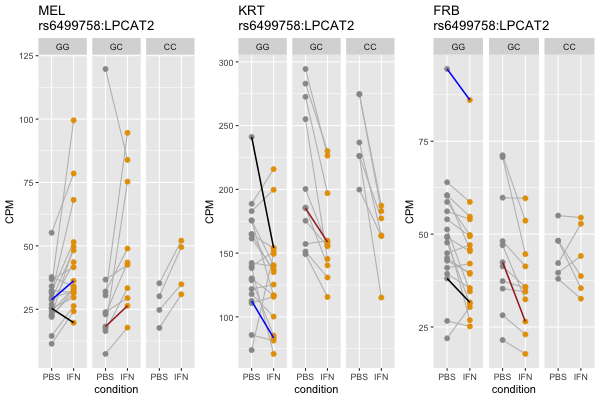 MEL
rs6499758:LPCAT2
GG GC CC
CPM
125
100
75
50
25
PBS IFN PBS IFN PBS IFN
condition
KRT
rs6499758:LPCAT2
GG GC CC
CPM
300
250
200
150
100
PBS IFN PBS IFN PBS IFN
condition
FRB
rs6499758:LPCAT2
GG GC CC
CPM
75
50
25
PBS IFN PBS IFN PBS IFN
condition